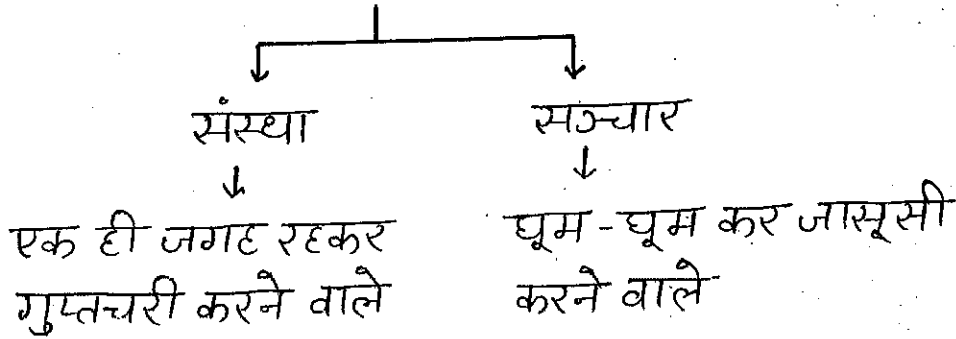 संस्था
सञ्चार
एक ही जगह रहकर
गुप्तचरी करने वाले
घूम-घूम कर जासूसी
करने वाले